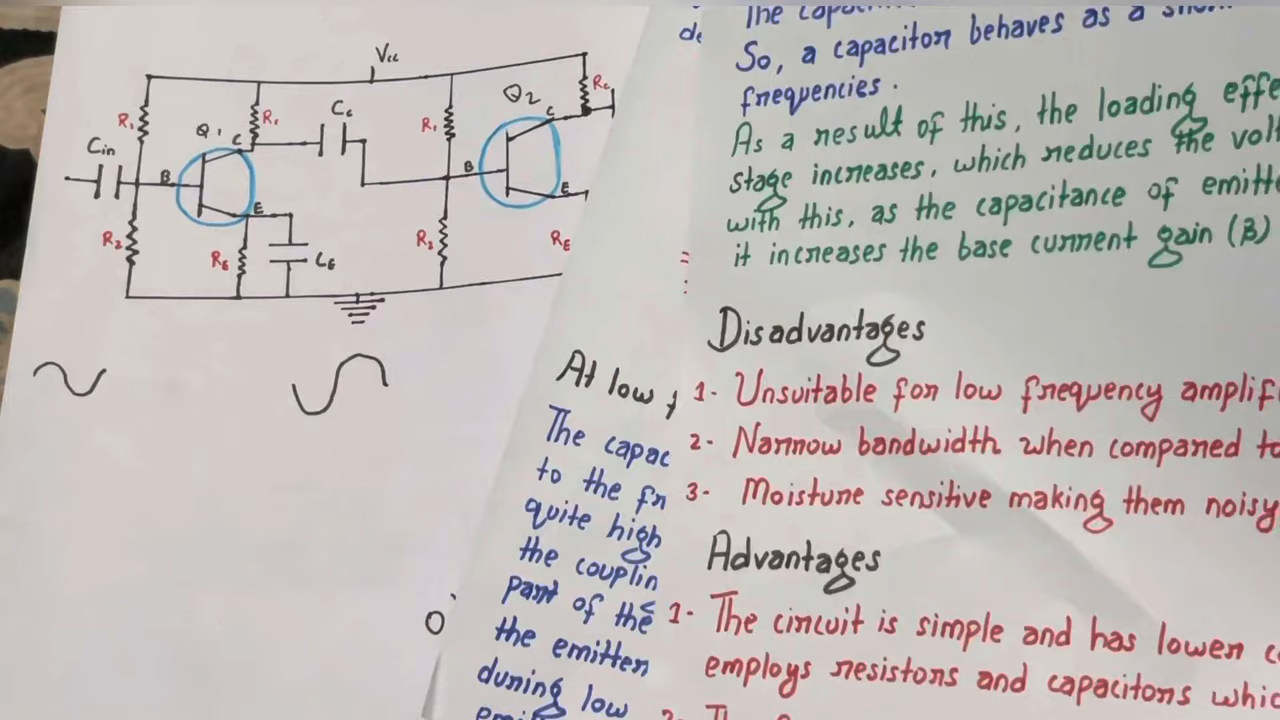 Vcc
R1
Cin
R2
Q1
B
C
E
R1
RE
CE
Cc
R1
R2
Q2
B
C
E
Rc
RE
So, a capacitor behaves as a
frequencies.
As a result of this, the loading
stage increases, which reduces the
with this, as the capacitance of
it increases the base current gain (β)
Disadvantages
1- Unsuitable for low frequency
2- Narrow bandwidth when compared
3- Moisture sensitive making them noisy
Advantages
1- The circuit is simple and has lower
employs resistors and capacitors
At low
The
to the
quite high
the
part of the
the emitter
during low